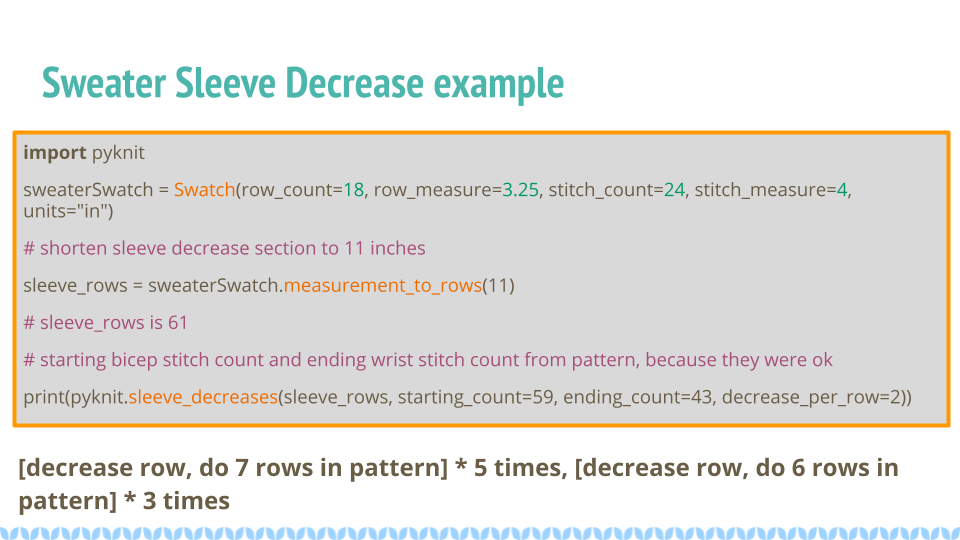 Sweater Sleeve Decrease example
import pyknit
sweaterSwatch = Swatch(row_count=18, row_measure=3.25, stitch_count=24, stitch_measure=4,
units="in")
# shorten sleeve decrease section to 11 inches
sleeve_rows = sweaterSwatch.measurement_to_rows(11)
# sleeve_rows is 61
# starting bicep stitch count and ending wrist stitch count from pattern, because they were ok
print(pyknit.sleeve_decreases(sleeve_rows, starting_count=59, ending_count=43, decrease_per_row=2))
[decrease row, do 7 rows in pattern] * 5 times, [decrease row, do 6 rows in
pattern] * 3 times